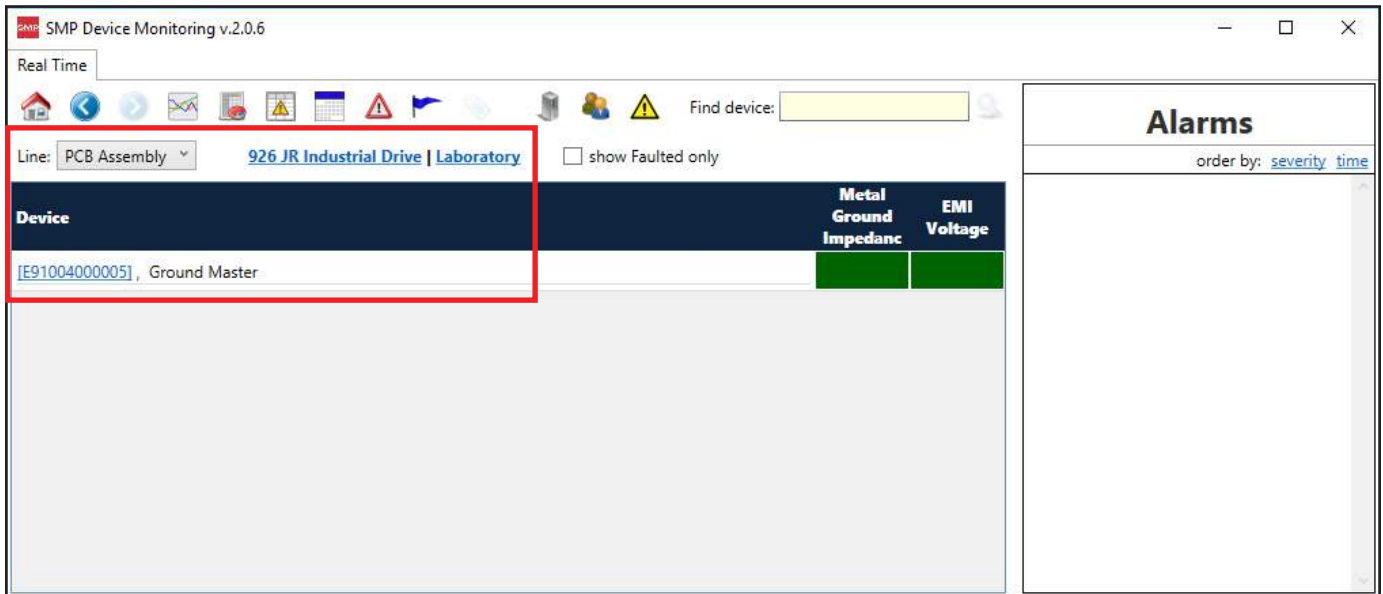 SMP SMP Device Monitoring v.2.0.6
Real Time
Find device:
Line: PCB Assembly 926 JR Industrial Drive | Laboratory show Faulted only
Device
Metal
Ground
Impedanc
EMI
Voltage
[E91004000005] , Ground Master
Alarms
order by: severity time